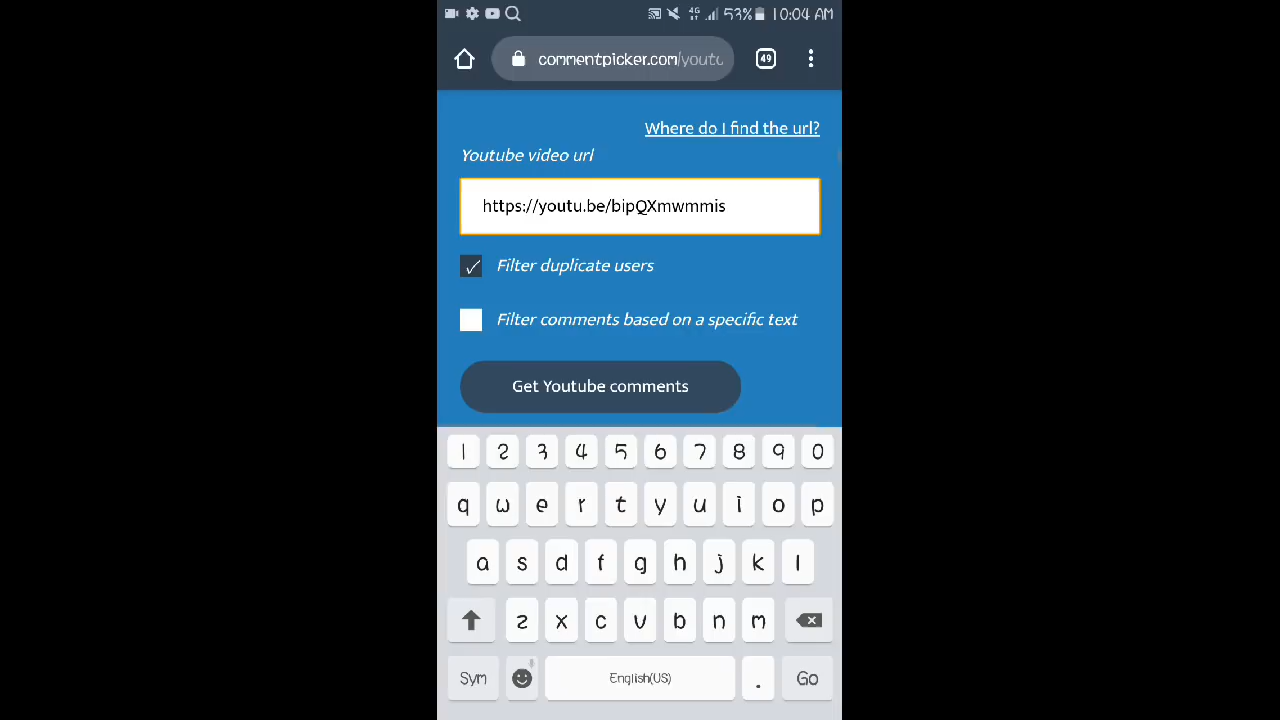 4G 53% 10:04 AM
commentpicker.com/youtu 49
Where do I find the url?
Youtube video url
https://youtu.be/bipQXmwmmis
Filter duplicate users
Filter comments based on a specific text
Get Youtube comments
1 2 3 4 5 6 7 8 9 0
q w e r t y u i o p
a s d f g h j k l
z x c v b n m
Sym English(US) . Go